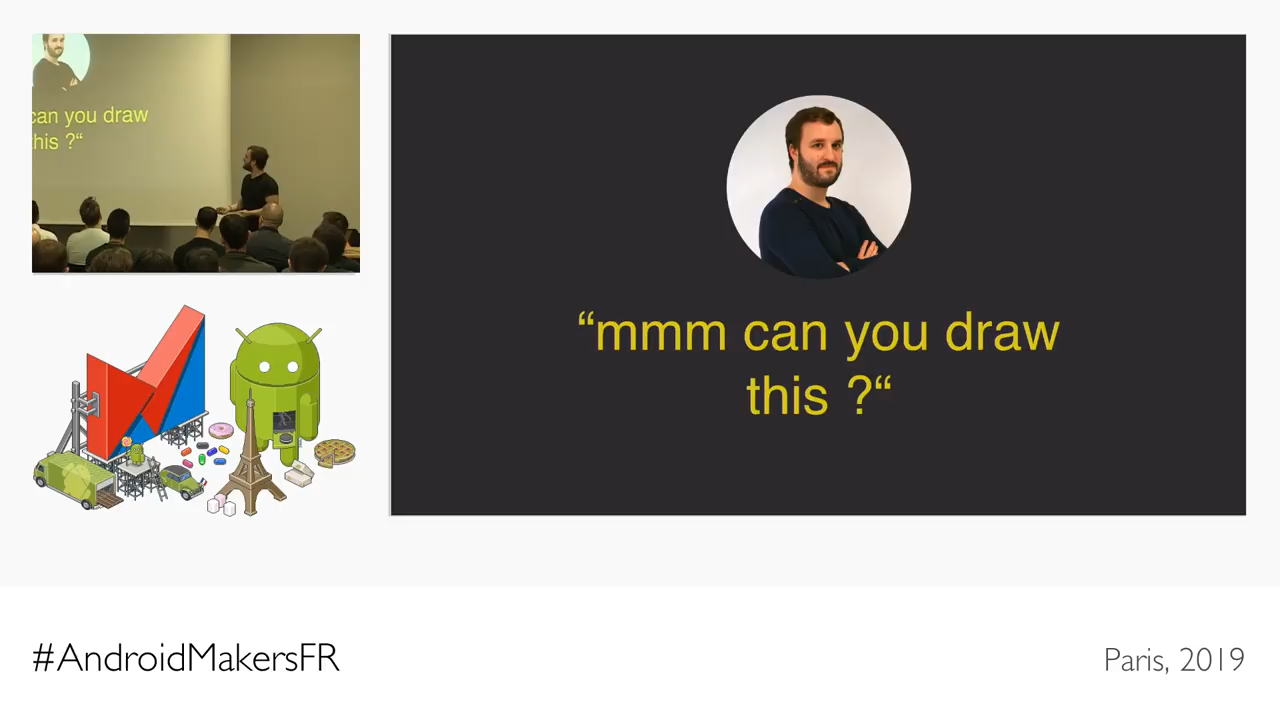 can you draw
this ?“
“mmm can you draw
this ?“
#AndroidMakersFR
Paris, 2019